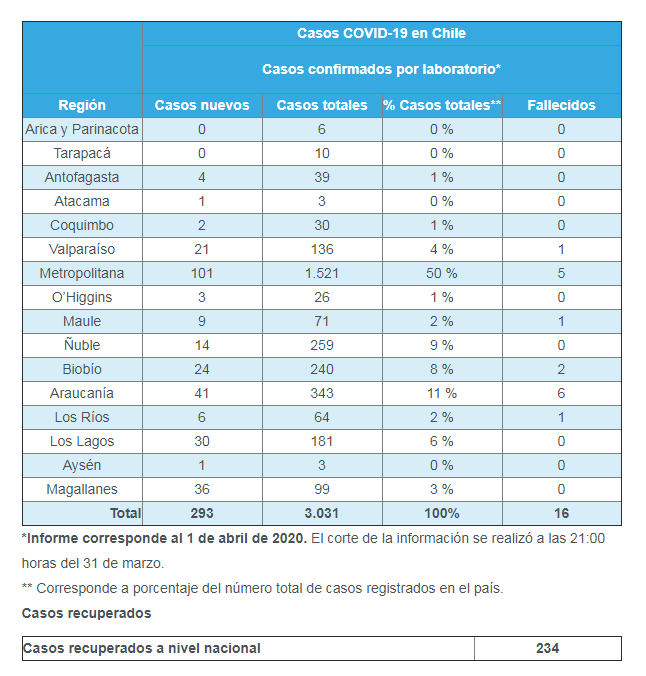 Casos COVID-19 en Chile
Casos confirmados por laboratorio*
Región Casos nuevos Casos totales % Casos totales** Fallecidos
Arica y Parinacota 0 6 0 % 0
Tarapacá 0 10 0 % 0
Antofagasta 4 39 1 % 0
Atacama 1 3 0 % 0
Coquimbo 2 30 1 % 0
Valparaíso 21 136 4 % 1
Metropolitana 101 1.521 50 % 5
O’Higgins 3 26 1 % 0
Maule 9 71 2 % 1
Ñuble 14 259 9 % 0
Biobío 24 240 8 % 2
Araucanía 41 343 11 % 6
Los Ríos 6 64 2 % 1
Los Lagos 30 181 6 % 0
Aysén 1 3 0 % 0
Magallanes 36 99 3 % 0
Total 293 3.031 100% 16
*Informe corresponde al 1 de abril de 2020. El corte de la información se realizó a las 21:00
horas del 31 de marzo.
** Corresponde a porcentaje del número total de casos registrados en el país.
Casos recuperados
Casos recuperados a nivel nacional 234